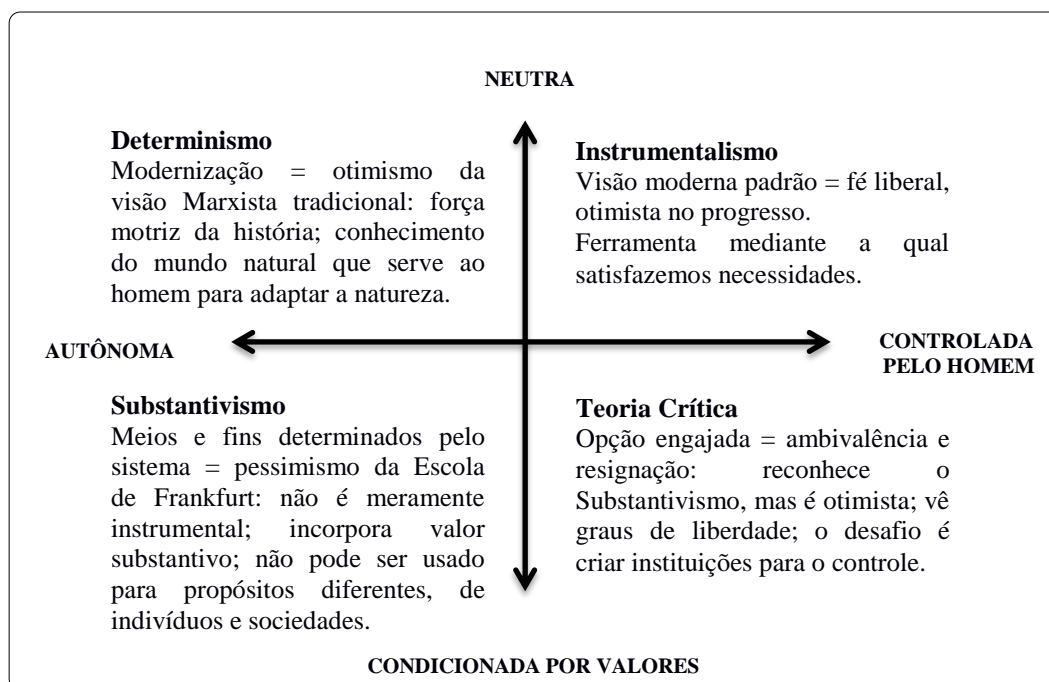 NEUTRA
Determinismo
Modernização = otimismo da
visão Marxista tradicional: força
motriz da história; conhecimento
do mundo natural que serve ao
homem para adaptar a natureza.
Instrumentalismo
Visão moderna padrão = fé liberal,
otimista no progresso.
Ferramenta mediante a qual
satisfazemos necessidades.
AUTÔNOMA
CONTROLADA
PELO HOMEM
Substantivismo
Meios e fins determinados pelo
sistema = pessimismo da Escola
de Frankfurt: não é meramente
instrumental; incorpora valor
substantivo; não pode ser usado
para propósitos diferentes, de
indivíduos e sociedades.
Teoria Crítica
Opção engajada = ambivalência e
resignação: reconhece o
Substantivismo, mas é otimista; vê
graus de liberdade; o desafio é
criar instituições para o controle.
CONDICIONADA POR VALORES